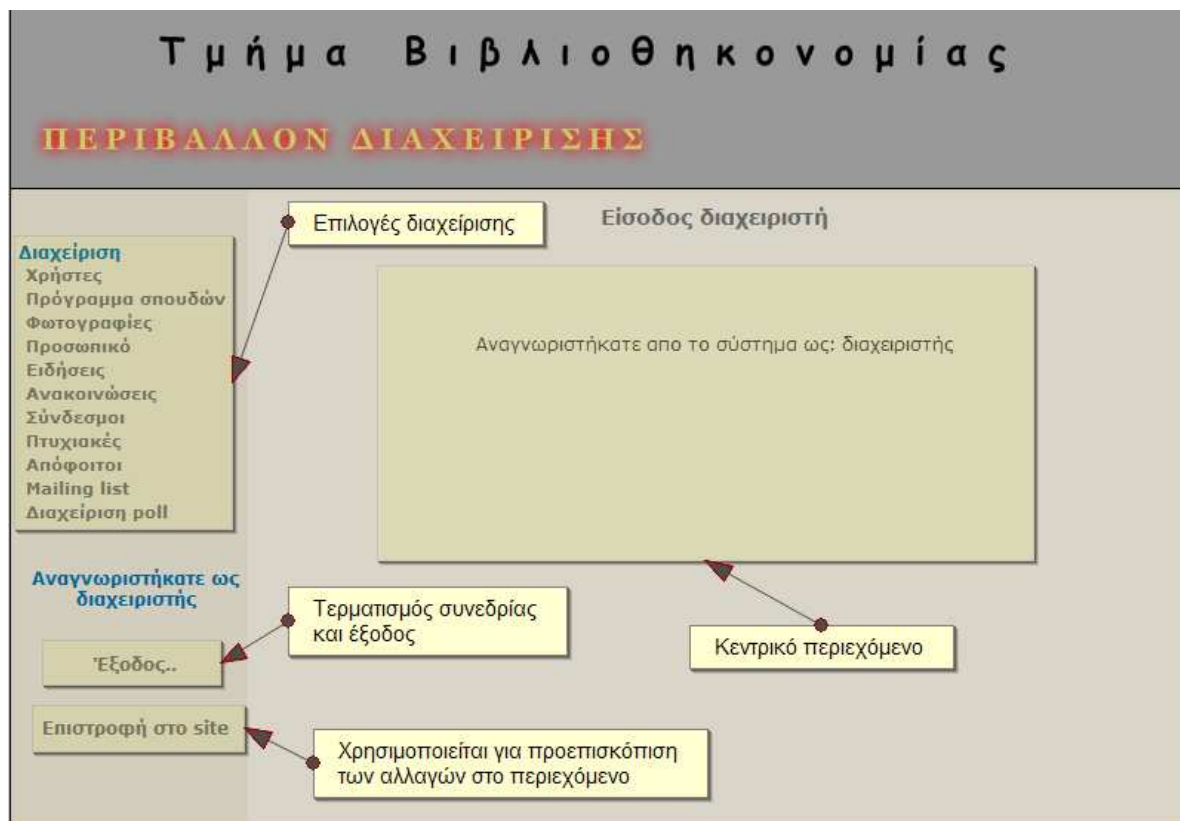 Τμήμα Βιβλιοθηκονομίας
ΠΕΡΙΒΑΛΛΟΝ ΔΙΑΧΕΙΡΙΣΗΣ
Επιλογές διαχείρισης
Είσοδος διαχειριστή
Διαχείριση
Χρήστες
Πρόγραμμα σπουδών
Φωτογραφίες
Προσωπικό
Ειδήσεις
Ανακοινώσεις
Σύνδεσμοι
Πτυχιακές
Απόφοιτοι
Mailing list
Διαχείριση poll
Αναγνωριστήκατε απο το σύστημα ως: διαχειριστής
Αναγνωριστήκατε ως
διαχειριστής
Τερματισμός συνεδρίας
και έξοδος
Κεντρικό περιεχόμενο
Έξοδος..
Επιστροφή στο site
Χρησιμοποιείται για προεπισκόπιση
των αλλαγών στο περιεχόμενο